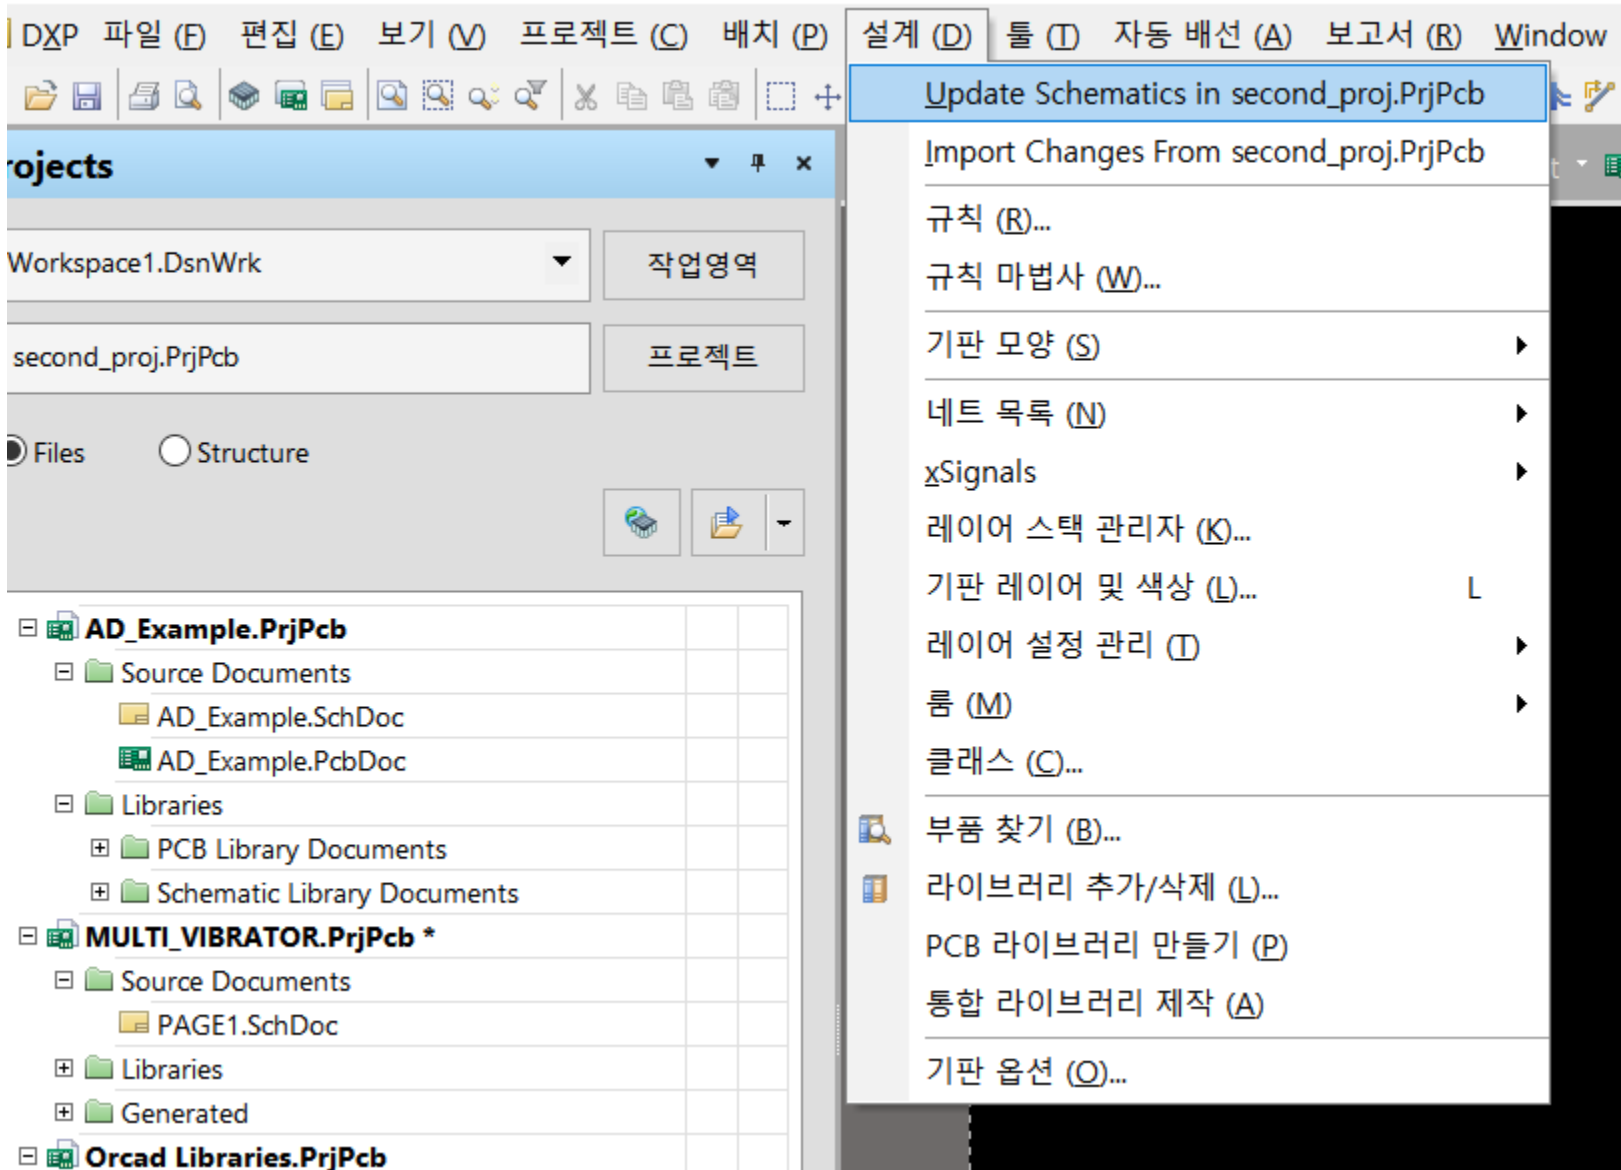 DXP 파일 (F) 편집 (E) 보기 (V) 프로젝트 (C) 배치 (P) 설계 (D) 툴 (T) 자동 배선 (A) 보고서 (R) Window
rojects
Workspace1.DsnWrk
작업영역
second_proj.PrjPcb
프로젝트
Files
Structure
AD_Example.PrjPcb
Source Documents
AD_Example.SchDoc
AD_Example.PcbDoc
Libraries
PCB Library Documents
Schematic Library Documents
MULTI_VIBRATOR.PrjPcb *
Source Documents
PAGE1.SchDoc
Libraries
Generated
Orcad Libraries.PrjPcb
Update Schematics in second_proj.PrjPcb
Import Changes From second_proj.PrjPcb
규칙 (R)...
규칙 마법사 (W)...
기판 모양 (S)
네트 목록 (N)
xSignals
레이어 스택 관리자 (K)...
기판 레이어 및 색상 (L)... L
레이어 설정 관리 (T)
룸 (M)
클래스 (C)...
부품 찾기 (B)...
라이브러리 추가/삭제 (L)...
PCB 라이브러리 만들기 (P)
통합 라이브러리 제작 (A)
기판 옵션 (O)...